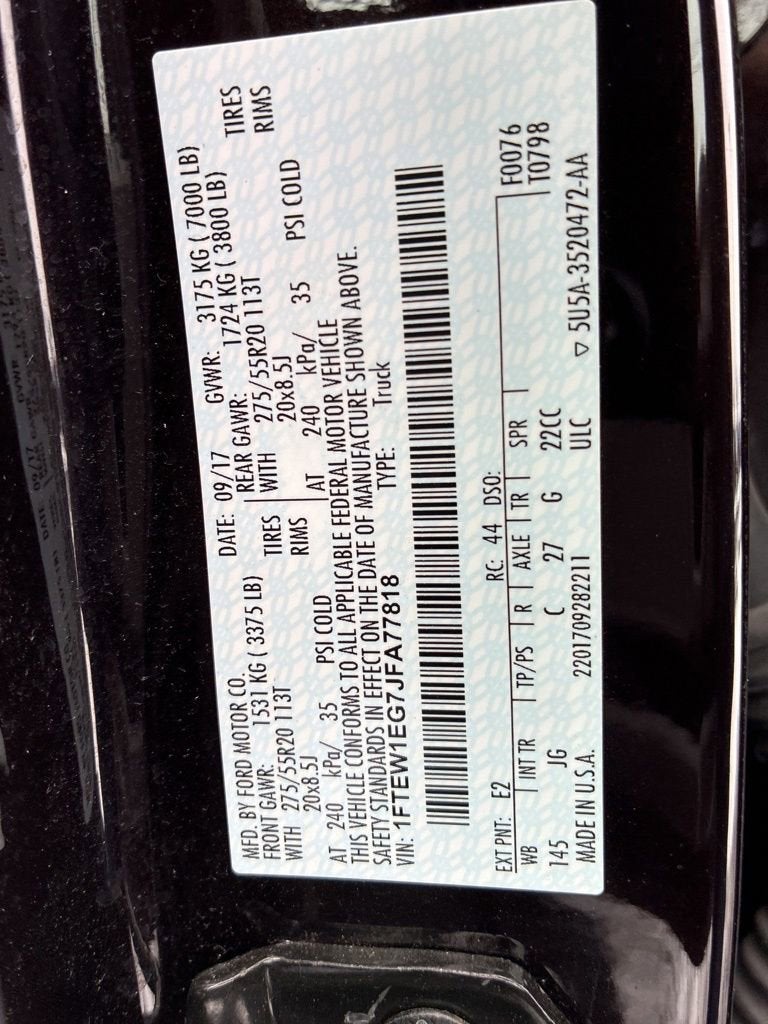 MFD. BY FORD MOTOR CO. DATE: 09/17 GVWR: 3175 KG ( 7000 LB)
FRONT GAWR: 1531 KG ( 3375 LB) REAR GAWR: 1724 KG ( 3800 LB)
WITH 275/55R20 113T TIRES WITH 275/55R20 113T TIRES
20x8.5J RIMS 20x8.5J RIMS
AT 240 kPa/ 35 PSI COLD AT 240 kPa/ 35 PSI COLD
THIS VEHICLE CONFORMS TO ALL APPLICABLE FEDERAL MOTOR VEHICLE
SAFETY STANDARDS IN EFFECT ON THE DATE OF MANUFACTURE SHOWN ABOVE.
VIN: 1FTEW1EG7JFA77818 TYPE: Truck
EXT PNT: E2 RC: 44 DSO: F0076
WB INT TR TP/PS R AXLE TR SPR T0798
145 JG C 27 G 22CC
MADE IN U.S.A. 2201709282211 ULC ▽ 5U5A-3520472-AA
DATE 09/17